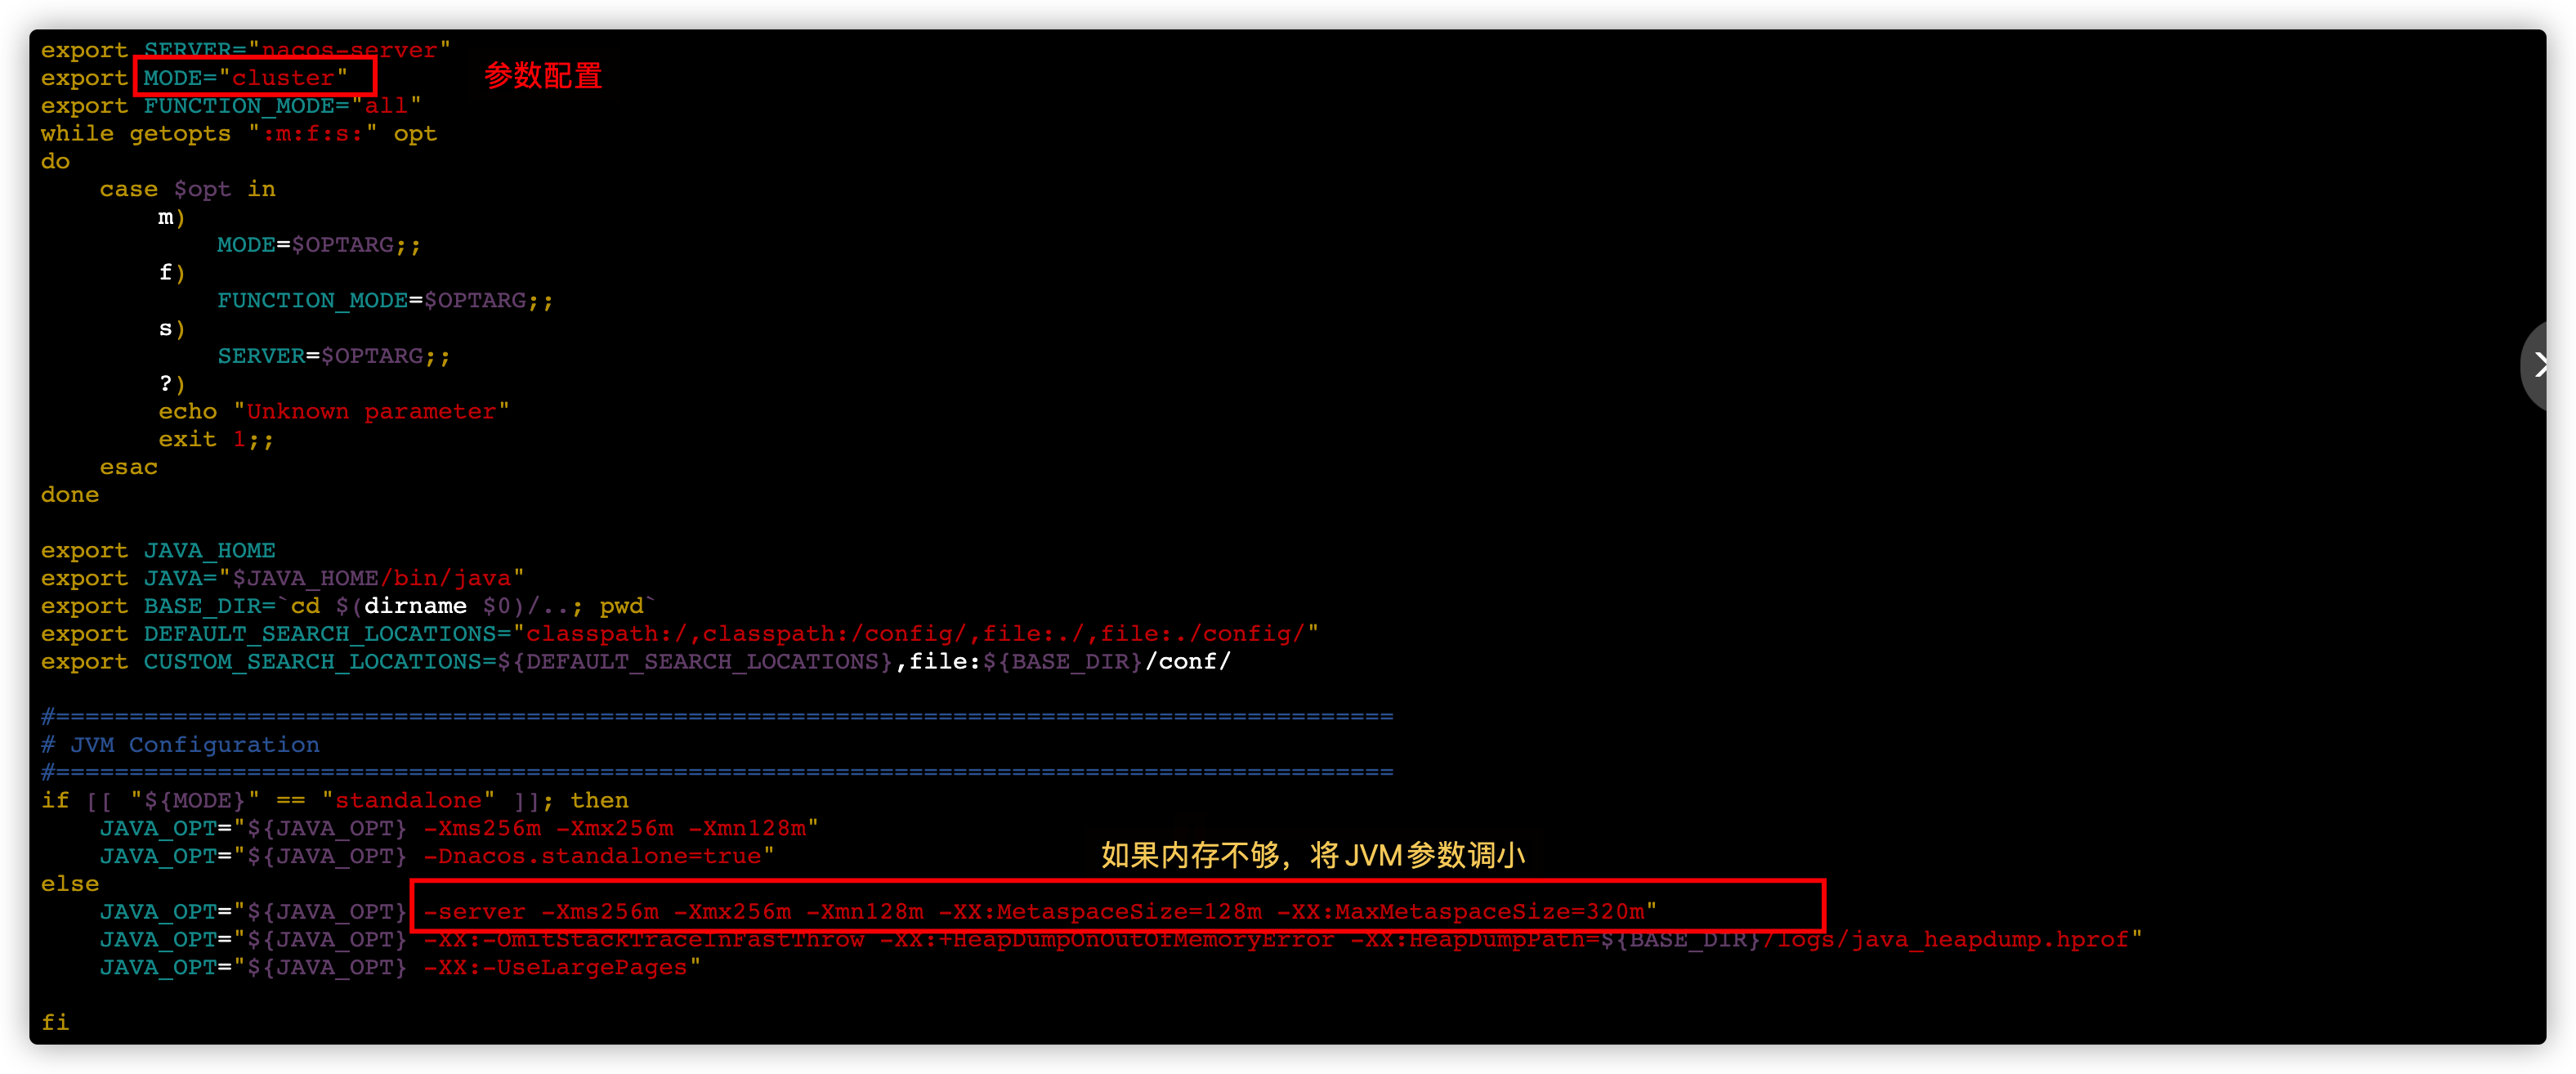 export SERVER="nacos-server"
export MODE="cluster" 参数配置
export FUNCTION_MODE="all"
while getopts ":m:f:s:" opt
do
    case $opt in
        m)
            MODE=$OPTARG;;
        f)
            FUNCTION_MODE=$OPTARG;;
        s)
            SERVER=$OPTARG;;
        ?)
        echo "Unknown parameter"
        exit 1;;
    esac
done

export JAVA_HOME
export JAVA="$JAVA_HOME/bin/java"
export BASE_DIR=`cd $(dirname $0)/..; pwd`
export DEFAULT_SEARCH_LOCATIONS="classpath:/,classpath:/config/,file:./,file:./config/"
export CUSTOM_SEARCH_LOCATIONS=${DEFAULT_SEARCH_LOCATIONS},file:${BASE_DIR}/conf/

#===========================================================================================
# JVM Configuration
#===========================================================================================
if [[ "${MODE}" == "standalone" ]]; then
    JAVA_OPT="${JAVA_OPT} -Xms256m -Xmx256m -Xmn128m"
    JAVA_OPT="${JAVA_OPT} -Dnacos.standalone=true"
如果内存不够，将JVM参数调小
else
    JAVA_OPT="${JAVA_OPT} -server -Xms256m -Xmx256m -Xmn128m -XX:MetaspaceSize=128m -XX:MaxMetaspaceSize=320m"
    JAVA_OPT="${JAVA_OPT} -XX:-OmitStackTraceInFastThrow -XX:+HeapDumpOnOutOfMemoryError -XX:HeapDumpPath=${BASE_DIR}/logs/java_heapdump.hprof"
    JAVA_OPT="${JAVA_OPT} -XX:-UseLargePages"

fi